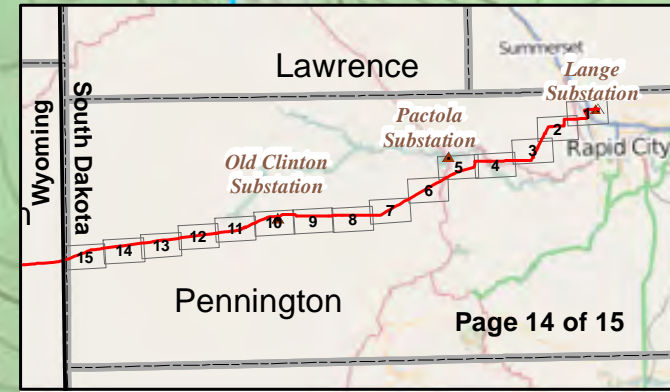 Lawrence
Summerset
Lange
Substation
Pactola
Substation
Old Clinton
Substation
Rapid City
Wyoming
South Dakota
1
2
3
4
5
6
7
8
9
10
11
12
13
14
15
Pennington
Page 14 of 15